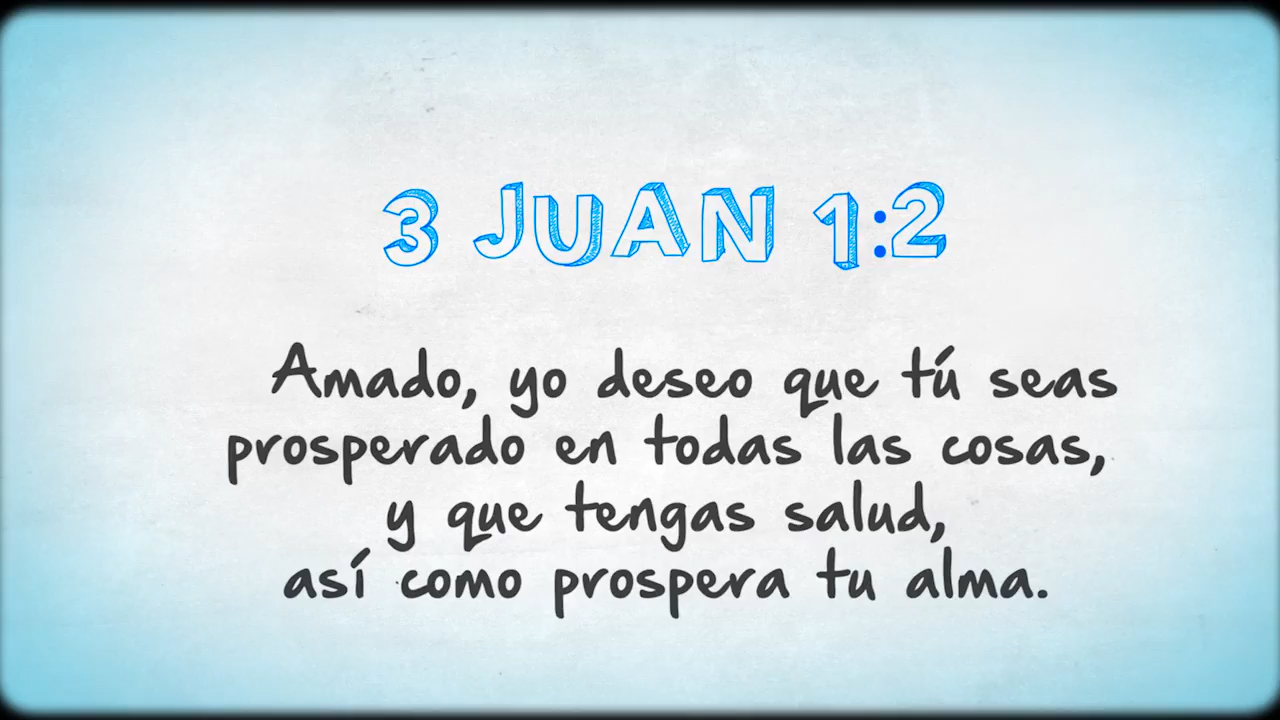 3 JUAN 1:2
Amado, yo deseo que tú seas
prosperado en todas las cosas,
y que tengas salud,
así como prospera tu alma.